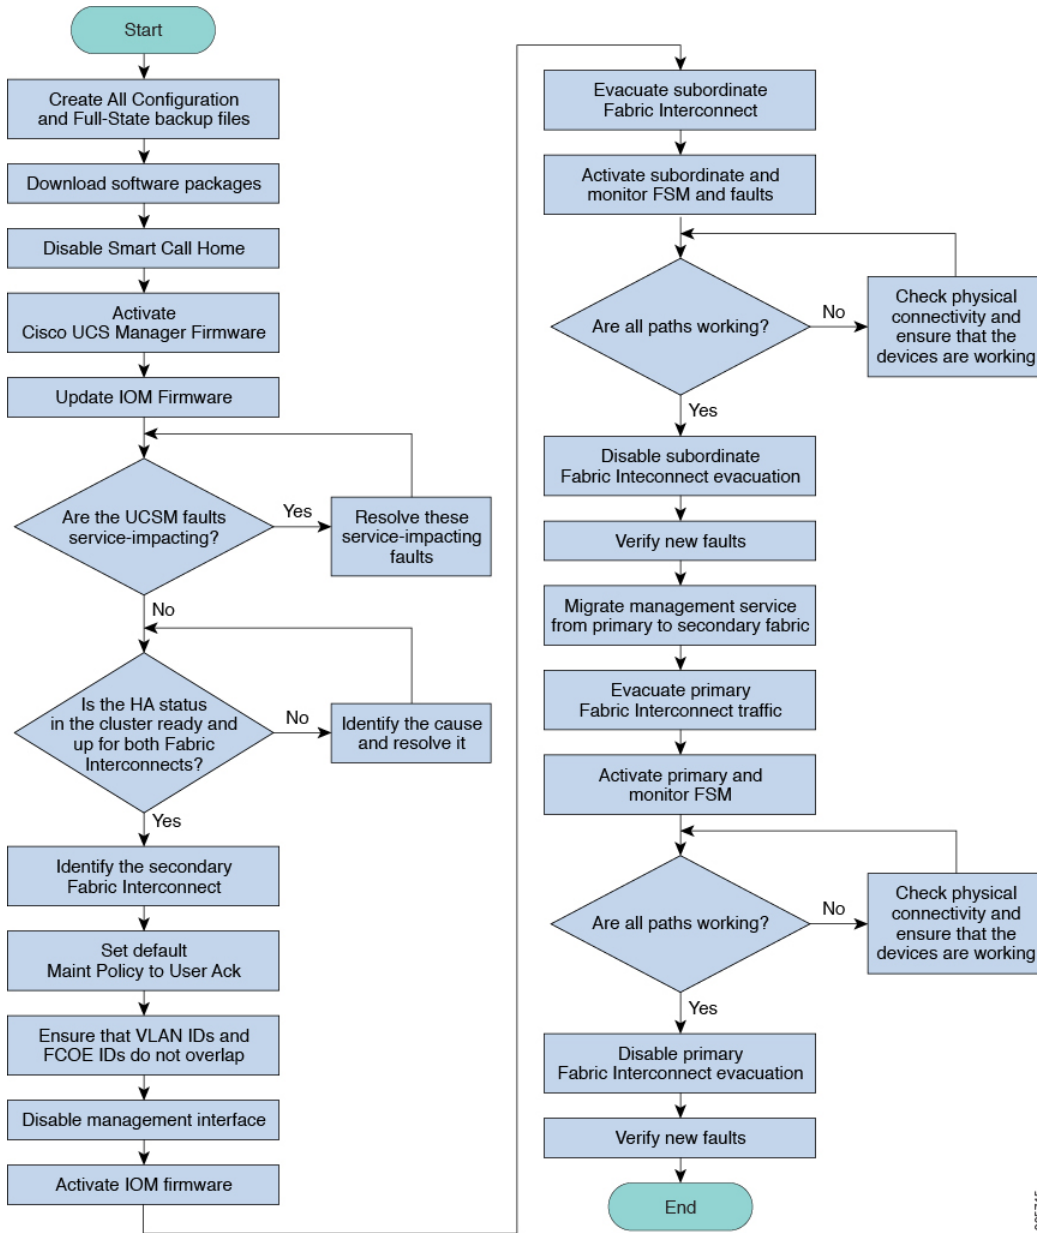 Start
Create All Configuration
and Full-State backup files
Download software packages
Disable Smart Call Home
Activate
Cisco UCS Manager Firmware
Update IOM Firmware
Are the UCSM faults
service-impacting?
Yes
Resolve these
service-impacting
faults
No
Is the HA status
in the cluster ready and
up for both Fabric
Interconnects?
No
Identify the cause
and resolve it
Yes
Identify the secondary
Fabric Interconnect
Set default
Maint Policy to User Ack
Ensure that VLAN IDs and
FCOE IDs do not overlap
Disable management interface
Activate IOM firmware
Evacuate subordinate
Fabric Interconnect
Activate subordinate and
monitor FSM and faults
Are all paths working?
No
Check physical
connectivity and
ensure that the
devices are working
Yes
Disable subordinate
Fabric Inteconnect evacuation
Verify new faults
Migrate management service
from primary to secondary fabric
Evacuate primary
Fabric Interconnect traffic
Activate primary and
monitor FSM
Are all paths working?
No
Check physical
connectivity and
ensure that the
devices are working
Yes
Disable primary
Fabric Interconnect evacuation
Verify new faults
End